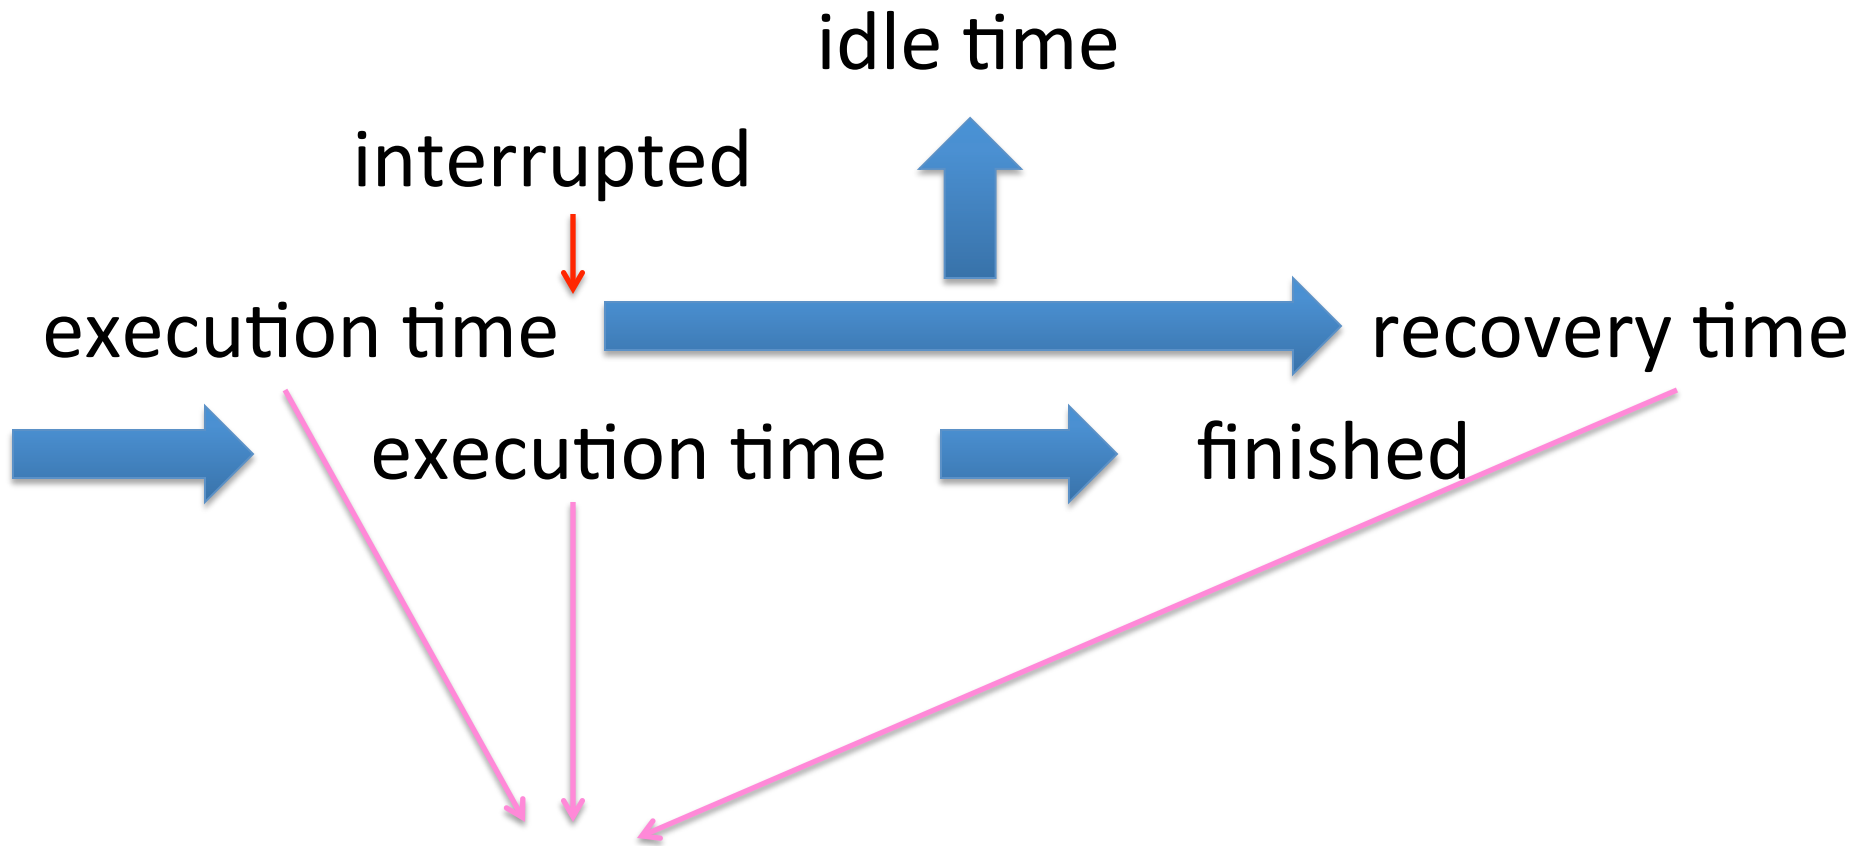 idle time
interrupted
execution time
recovery time
execution time
finished